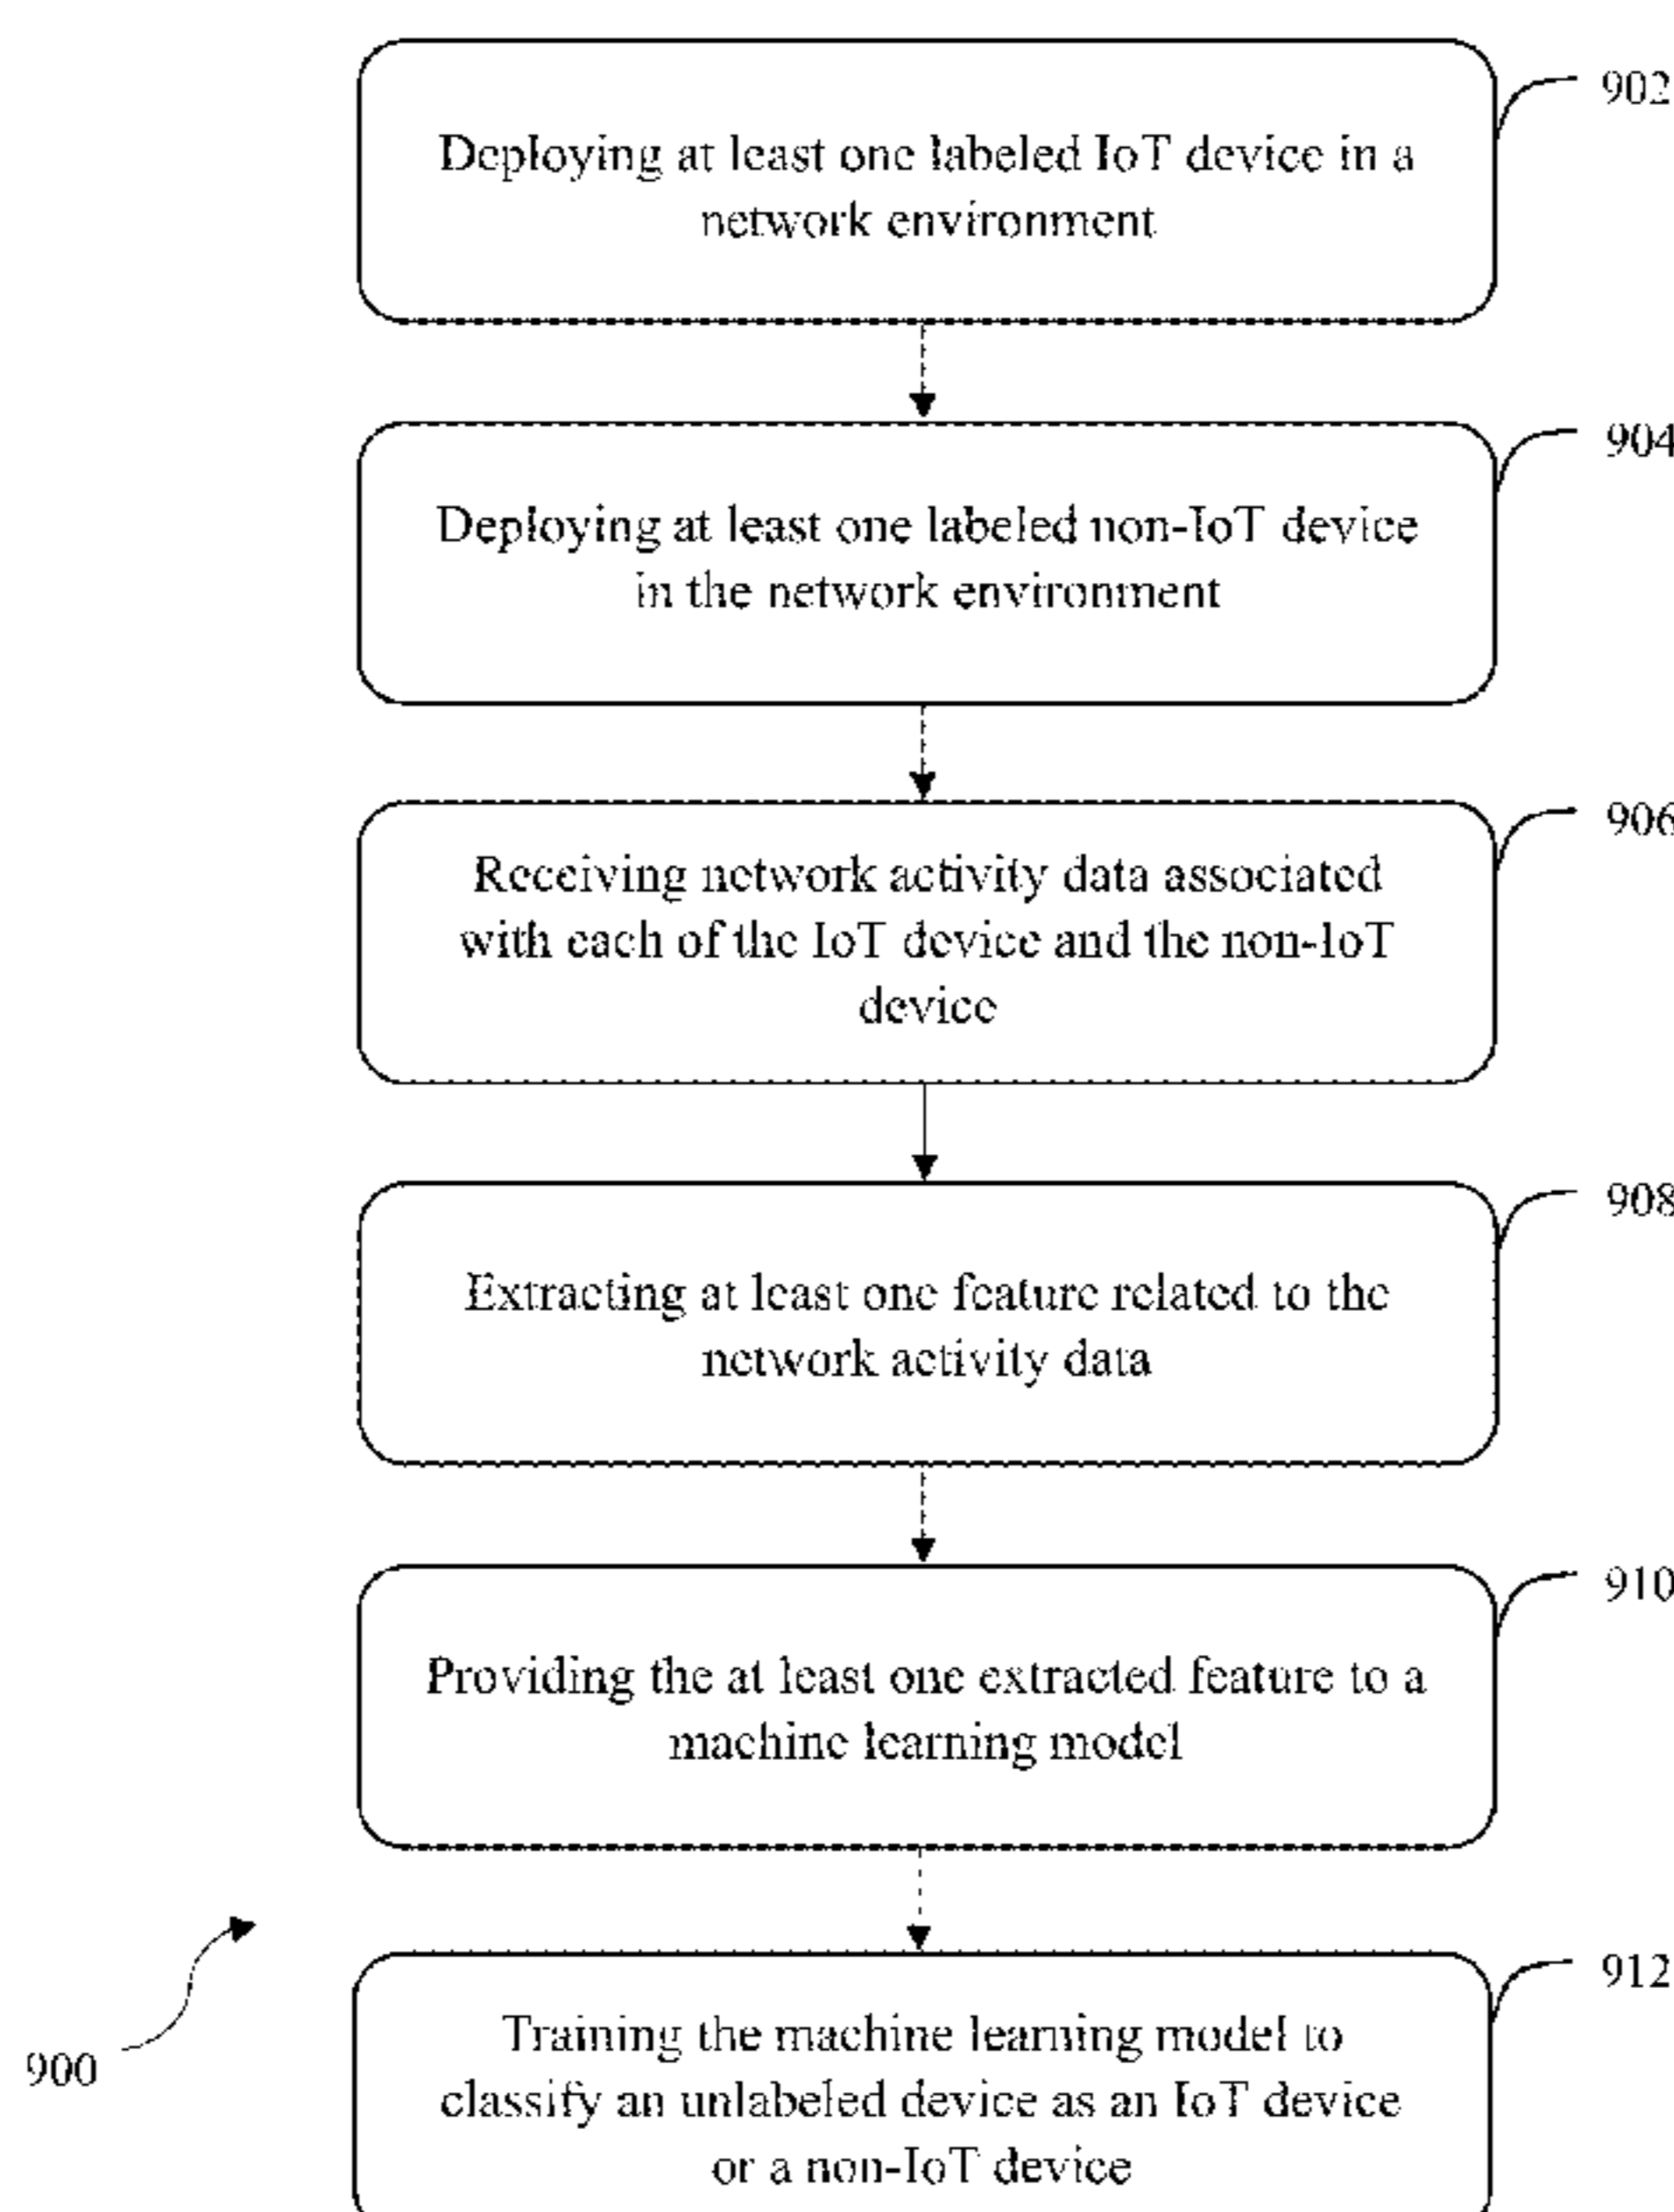 902
Deploying at least one labeled IoT device in a
network environment
904
Deploying at least one labeled non-IoT device
in the network environment
906
Receiving network activity data associated
with each of the IoT device and the non-IoT
device
908
Extracting at least one feature related to the
network activity data
910
Providing the at least one extracted feature to a
machine learning model
912
Training the machine learning model to
classify an unlabeled device as an IoT device
or a non-IoT device
900